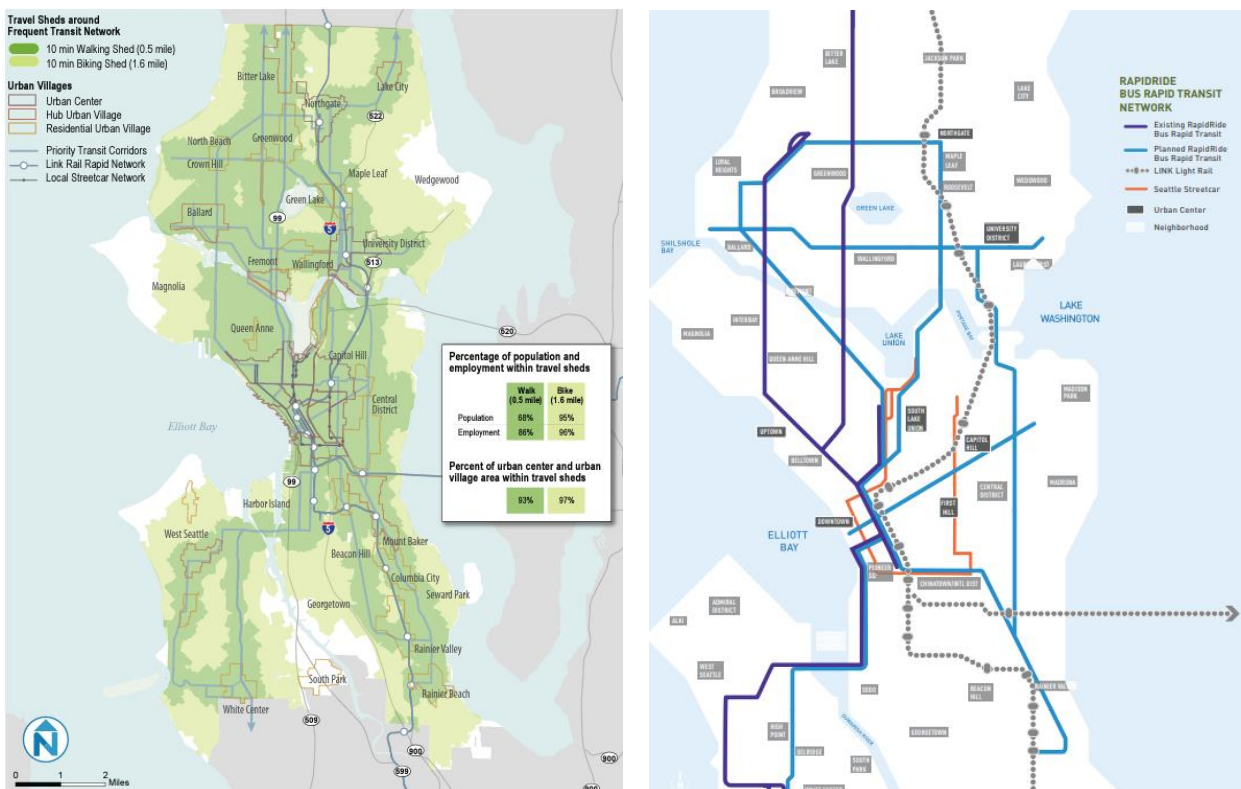 Travel Sheds around
Frequent Transit Network
10 min Walking Shed (0.5 mile)
10 min Biking Shed (1.6 mile)
Urban Villages
Urban Center
Hub Urban Village
Residential Urban Village
Priority Transit Corridors
Link Rail Rapid Network
Local Streetcar Network
Bitter Lake
Lake City
Northgate
522
North Beach
Greenwood
Crown Hill
Maple Leaf
Wedgewood
Green Lake
99
Ballard
5
University District
513
Fremont
Wallingford
Magnolia
520
Queen Anne
Capitol Hill
Central
District
Elliott Bay
99
Harbor Island
5
West Seattle
Beacon Hill
Mount Baker
Columbia City
Seward Park
Georgetown
Rainier Valley
South Park
Rainier Beach
White Center
509
900
599
900
900
N
0 1 2
Miles
Percentage of population and
employment within travel sheds
Walk
(0.5 mile)
Bike
(1.6 mile)
Population 68% 95%
Employment 86% 96%
Percent of urban center and urban
village area within travel sheds
93% 97%
RAPIDRIDE
BUS RAPID TRANSIT
NETWORK
Existing RapidRide
Bus Rapid Transit
Planned RapidRide
Bus Rapid Transit
LINK Light Rail
Seattle Streetcar
Urban Center
Neighborhood
BITTER
LAKE
JACKSON PARK
BROADVIEW
LAKE
CITY
NORTHGATE
LOYAL
HEIGHTS
GREENWOOD
MAPLE
LEAF
ROOSEVELT
WEDGWOOD
GREEN LAKE
UNIVERSITY
DISTRICT
SHILSHOLE
BAY
BALLARD
WALLINGFORD
LAKE
WASHINGTON
INTERBAY
MAGNOLIA
LAKE
UNION
PORTAGE BAY
QUEEN ANNE HILL
MADISON
PARK
SOUTH
LAKE
UNION
UPTOWN
CAPITOL
HILL
BELLTOWN
MADRONA
CENTRAL
DISTRICT
FIRST
HILL
DOWNTOWN
ELLIOTT
BAY
PIONEER
SQ
CHINATOWN/INTL DIST
ADMIRAL
DISTRICT
ALKI
WEST
SEATTLE
SODO
BEACON
HILL
HIGH
POINT
DUWAMISH RIVER
GEORGETOWN
DELRIDGE
SOUTH
PARK